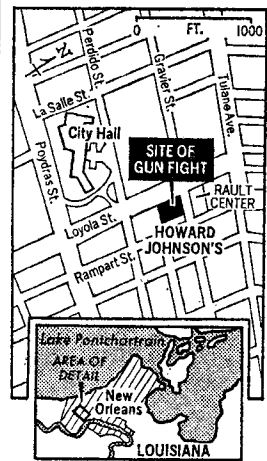 0 FT. 1000
N
Perdido St.
Gravier St.
Tulane Ave.
La Salle St.
City Hall
SITE OF
GUN FIGHT
Poydras St.
RAULT
CENTER
Loyola St.
HOWARD
JOHNSON'S
Rampart St.
Lake Pontchartrain
AREA OF
DETAIL
New
Orleans
LOUISIANA